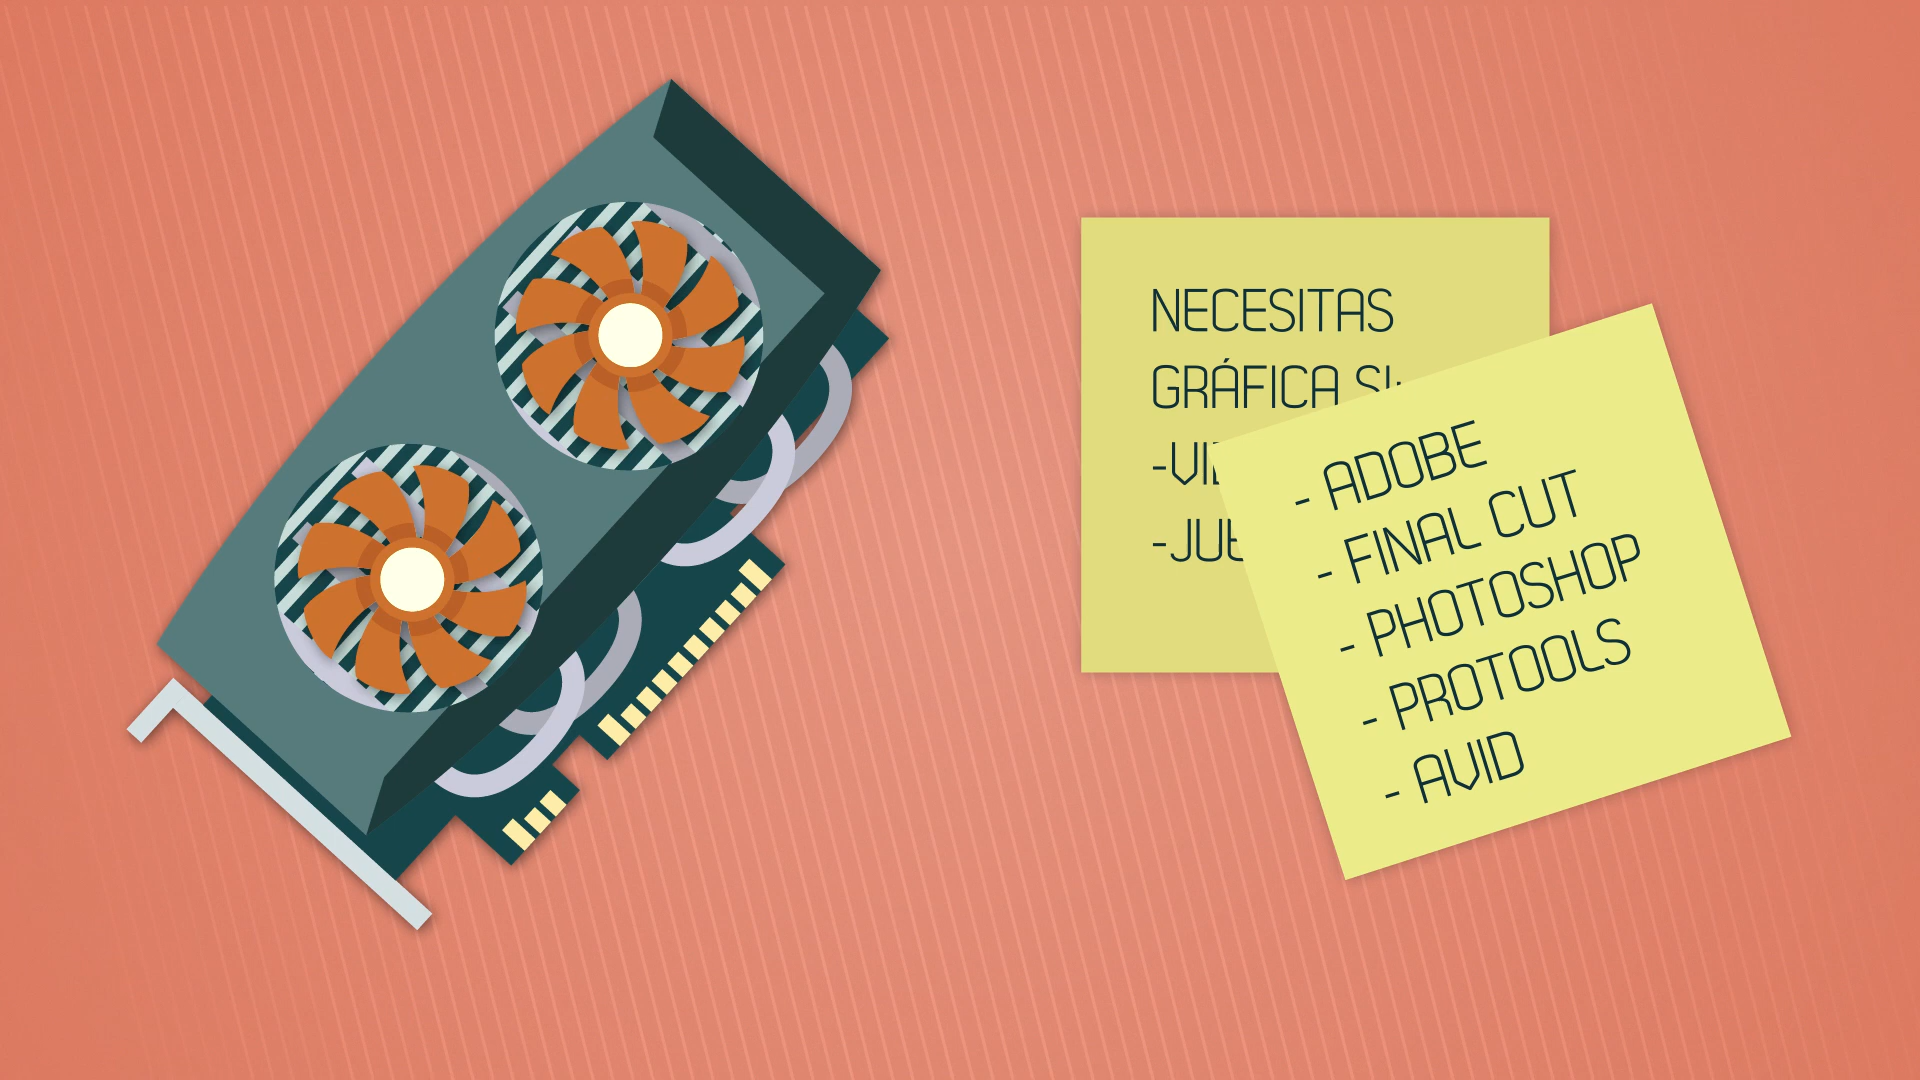 NECESITAS
GRÁFICA
- ADOBE
- FINAL CUT
- PHOTOSHOP
- PROTOOLS
- AVID